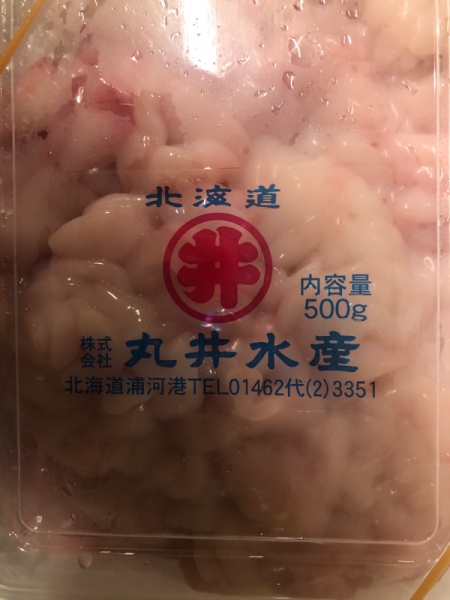 北海道
井
内容量
500g
株式
会社 丸井水産
北海道浦河港TEL01462代(2)3351